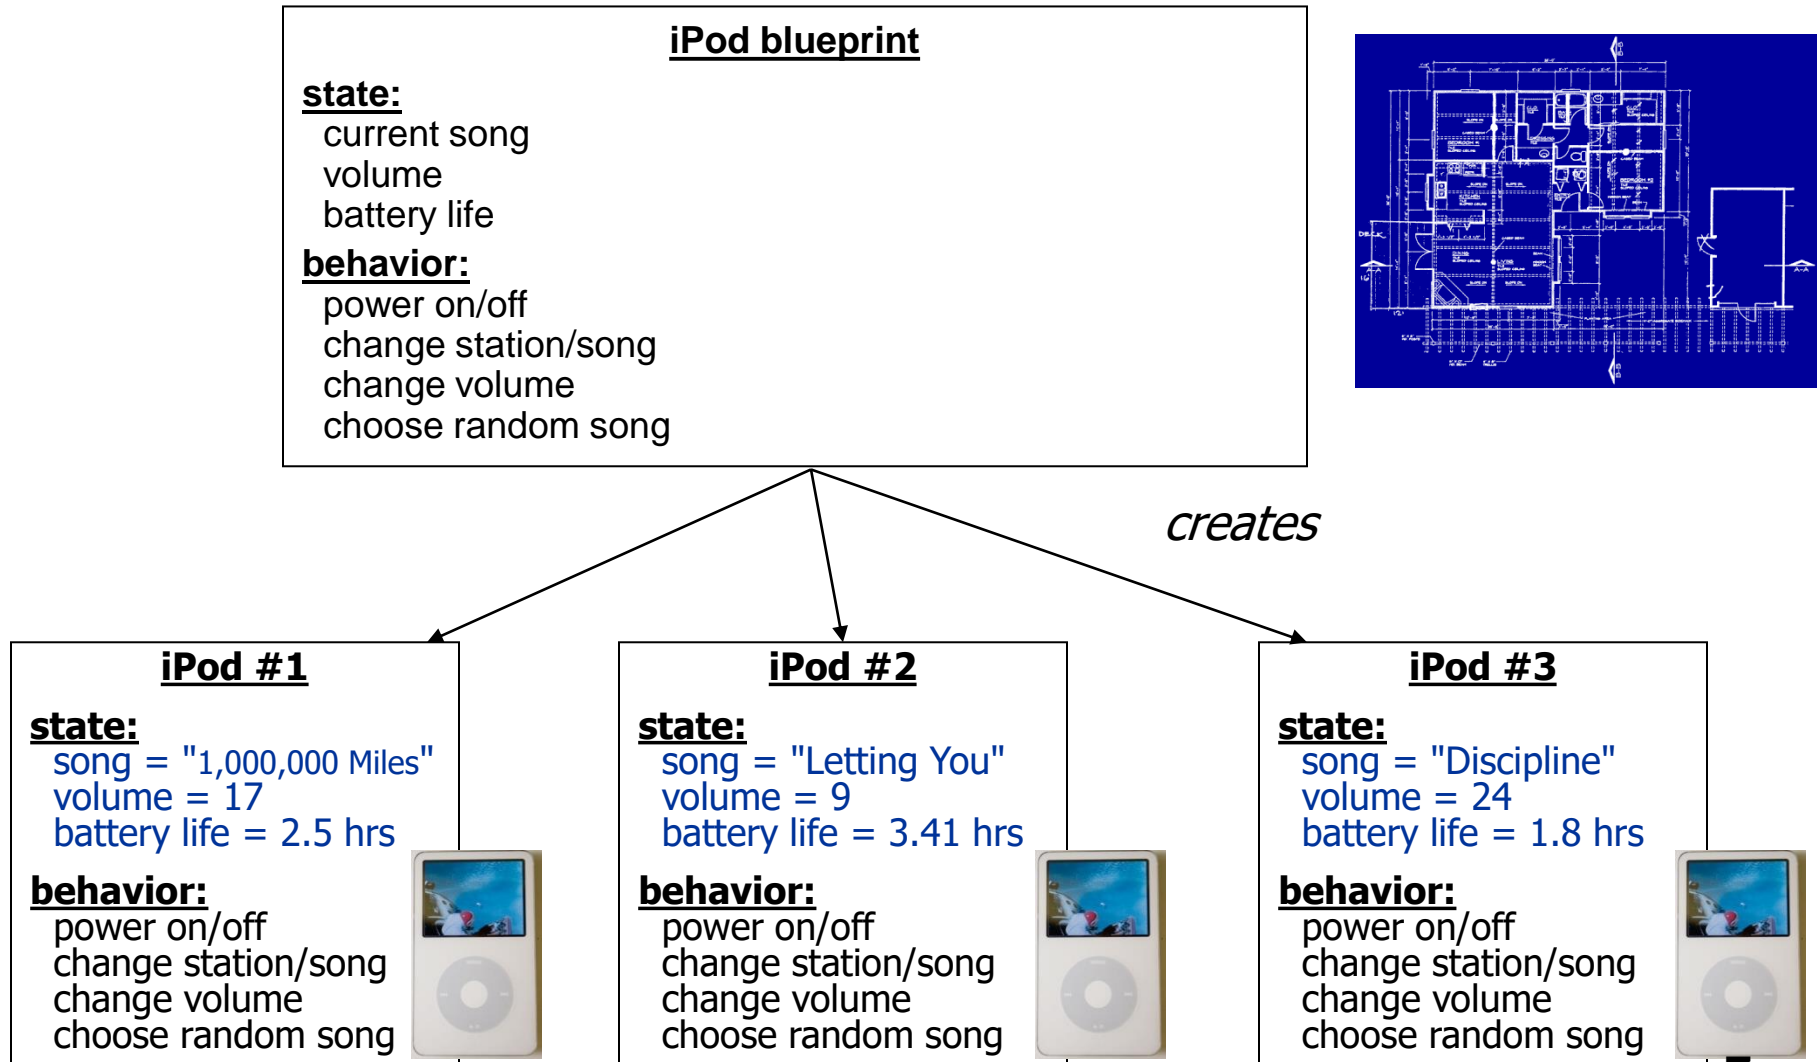 iPod blueprint
state:
current song
volume
battery life
behavior:
power on/off
change station/song
change volume
choose random song
creates
iPod #1
state:
song = "1,000,000 Miles"
volume = 17
battery life = 2.5 hrs
behavior:
power on/off
change station/song
change volume
choose random song
iPod #2
state:
song = "Letting You"
volume = 9
battery life = 3.41 hrs
behavior:
power on/off
change station/song
change volume
choose random song
iPod #3
state:
song = "Discipline"
volume = 24
battery life = 1.8 hrs
behavior:
power on/off
change station/song
change volume
choose random song